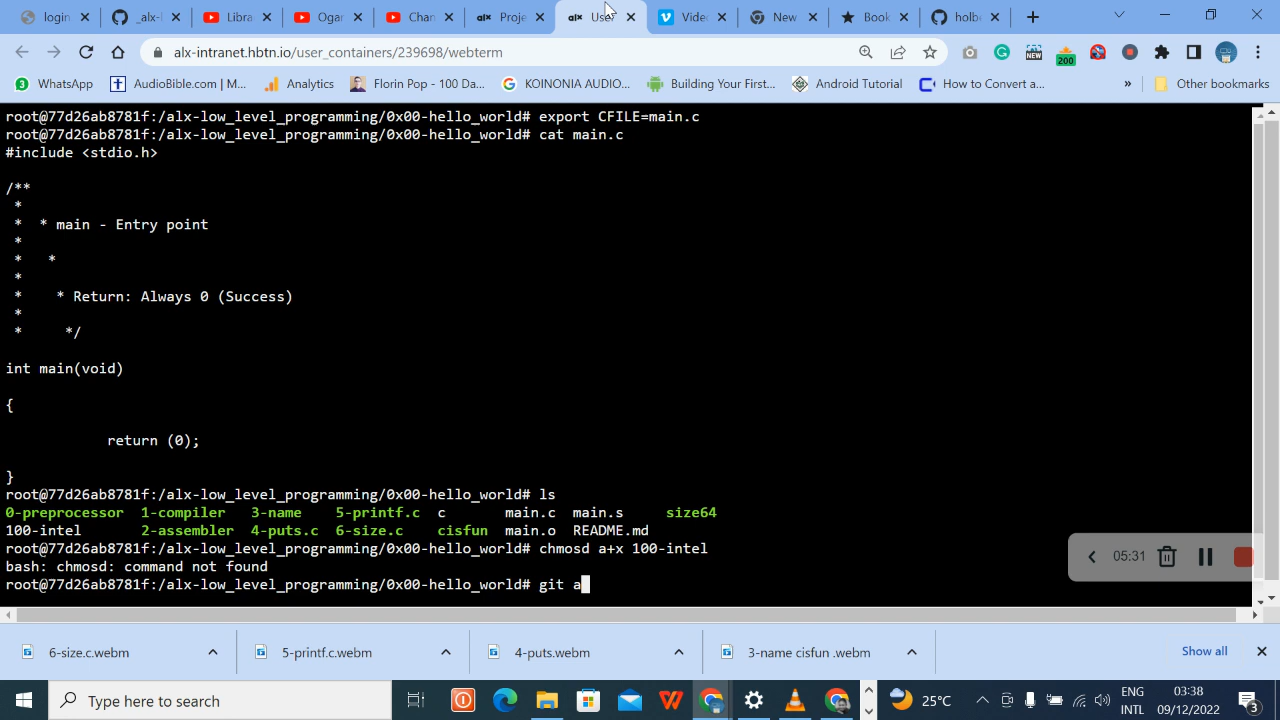 login
_alx-l
Libra
Ogar
Chan
alx Proje
alx User
Vide
New
Book
holbe
alx-intranet.hbtn.io/user_containers/239698/webterm
NEW
200
3 WhatsApp
AudioBible.com | M...
Analytics
Florin Pop - 100 Da...
KOINONIA AUDIO...
Building Your First...
Android Tutorial
How to Convert a...
»
Other bookmarks
root@77d26ab8781f:/alx-low_level_programming/0x00-hello_world# export CFILE=main.c
root@77d26ab8781f:/alx-low_level_programming/0x00-hello_world# cat main.c
#include <stdio.h>
/**
*
* * main - Entry point
*
* *
*
* * Return: Always 0 (Success)
*
* */
int main(void)
{
return (0);
}
root@77d26ab8781f:/alx-low_level_programming/0x00-hello_world# ls
0-preprocessor 1-compiler 3-name 5-printf.c c main.c main.s size64
100-intel 2-assembler 4-puts.c 6-size.c cisfun main.o README.md
root@77d26ab8781f:/alx-low_level_programming/0x00-hello_world# chmosd a+x 100-intel
bash: chmosd: command not found
root@77d26ab8781f:/alx-low_level_programming/0x00-hello_world# git a
05:31
6-size.c.webm
5-printf.c.webm
4-puts.webm
3-name cisfun .webm
Show all
Type here to search
25°C
ENG
INTL
03:38
09/12/2022
3